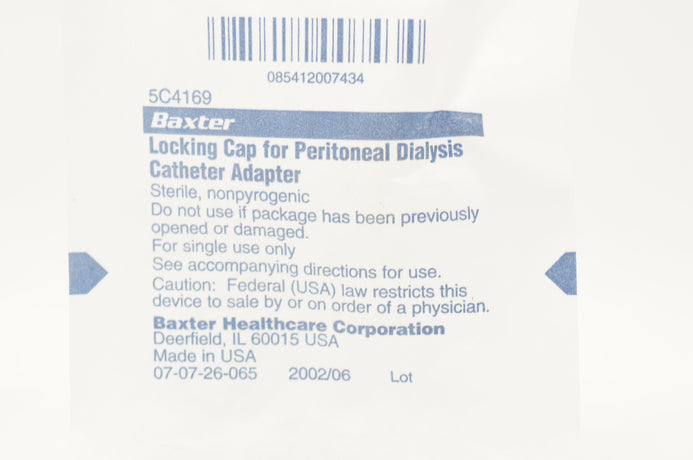 085412007434
5C4169
Baxter
Locking Cap for Peritoneal Dialysis
Catheter Adapter
Sterile, nonpyrogenic
Do not use if package has been previously
opened or damaged.
For single use only
See accompanying directions for use.
Caution: Federal (USA) law restricts this
device to sale by or on order of a physician.
Baxter Healthcare Corporation
Deerfield, IL 60015 USA
Made in USA
07-07-26-065 2002/06 Lot